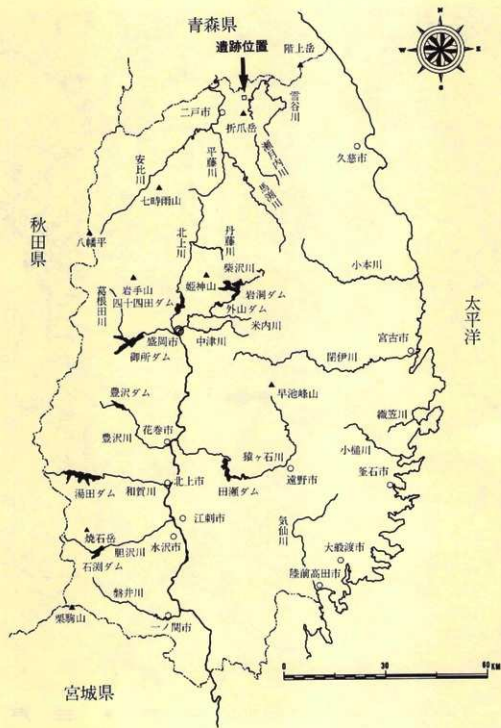 青森県
遺跡位置
階上岳
N
W
E
S
二戸市
折爪岳
雪谷川
瀬月内川
久慈市
安比川
平藤川
七時雨山
秋田県
八幡平
北上川
丹藤川
柴沢川
小本川
葛根田川
岩手山
四十四田ダム
姫神山
岩洞ダム
外山ダム
米内川
太平洋
盛岡市
中津川
宮古市
御所ダム
閉伊川
豊沢ダム
早池峰山
織笠川
豊沢川
花巻市
猿ヶ石川
小槌川
釜石市
湯田ダム
和賀川
北上市
田瀬ダム
遠野市
江刺市
気仙川
焼石岳
胆沢川
水沢市
大船渡市
石淵ダム
陸前高田市
磐井川
栗駒山
一ノ関市
0 30 60 KM
宮城県